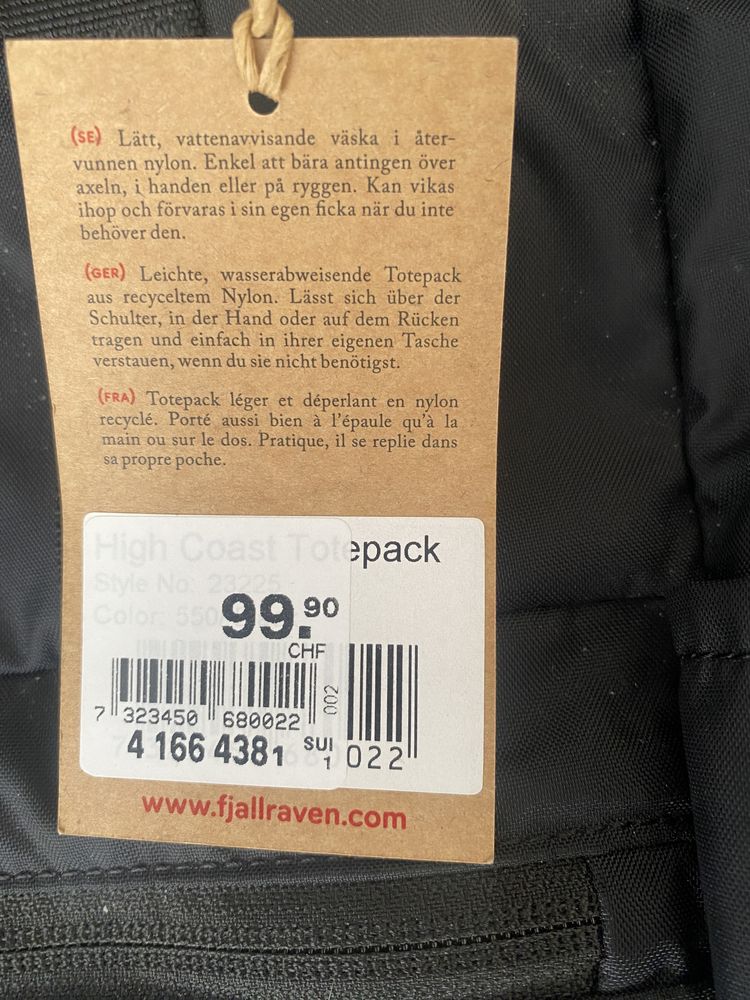 (SE) Lätt, vattenavvisande väska i åter-
vunnen nylon. Enkel att bära antingen över
axeln, i handen eller på ryggen. Kan vikas
ihop och förvaras i sin egen ficka när du inte
behöver den.
(GER) Leichte, wasserabweisende Totepack
aus recyceltem Nylon. Lässt sich über der
Schulter, in der Hand oder auf dem Rücken
tragen und einfach in ihrer eigenen Tasche
verstauen, wenn du sie nicht benötigst.
(FRA) Totepack léger et déperlant en nylon
recyclé. Porté aussi bien à l'épaule qu'à la
main ou sur le dos. Pratique, il se replie dans
sa propre poche.
High Coast Totepack
Style No: 23225
Color: 550
99.90
CHF
002
7 323450 680022
022
4 166 4381 SUI 1
www.fjallraven.com